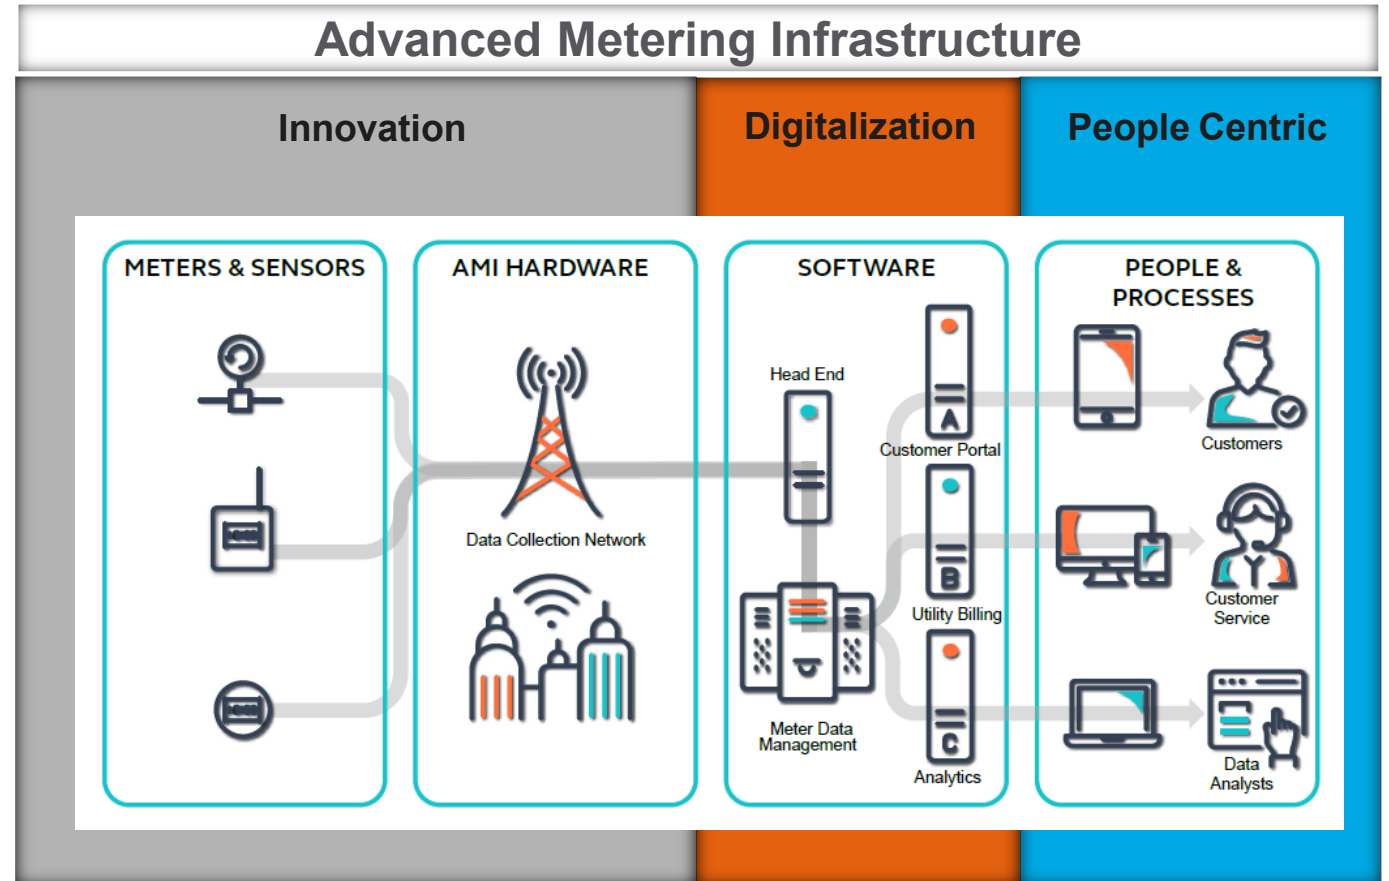 Advanced Metering Infrastructure
Innovation
Digitalization
People Centric
METERS & SENSORS
AMI HARDWARE
Data Collection Network
SOFTWARE
Head End
Meter Data
Management
A
Customer Portal
B
Utility Billing
C
Analytics
PEOPLE &
PROCESSES
Customers
Customer
Service
Data
Analysts